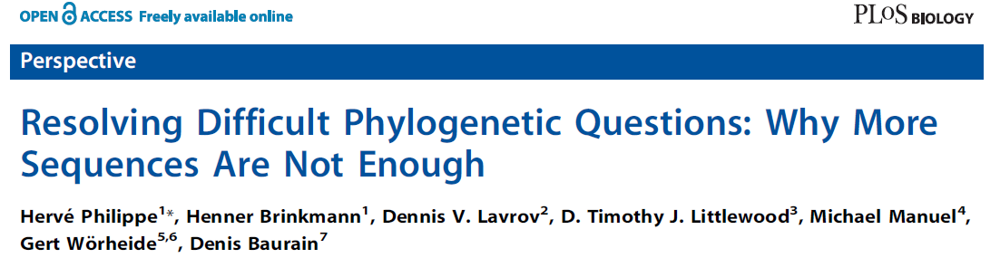 OPEN ACCESS Freely available online
PLoS BIOLOGY
Perspective
Resolving Difficult Phylogenetic Questions: Why More
Sequences Are Not Enough
Hervé Philippe1*, Henner Brinkmann1, Dennis V. Lavrov2, D. Timothy J. Littlewood3, Michael Manuel4,
Gert Wörheide5,6, Denis Baurain7